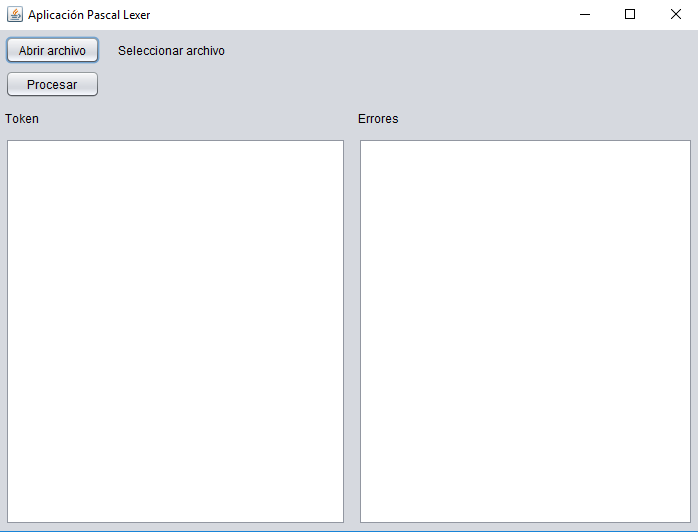 Aplicación Pascal Lexer
Abrir archivo
Seleccionar archivo
Procesar
Token
Errores